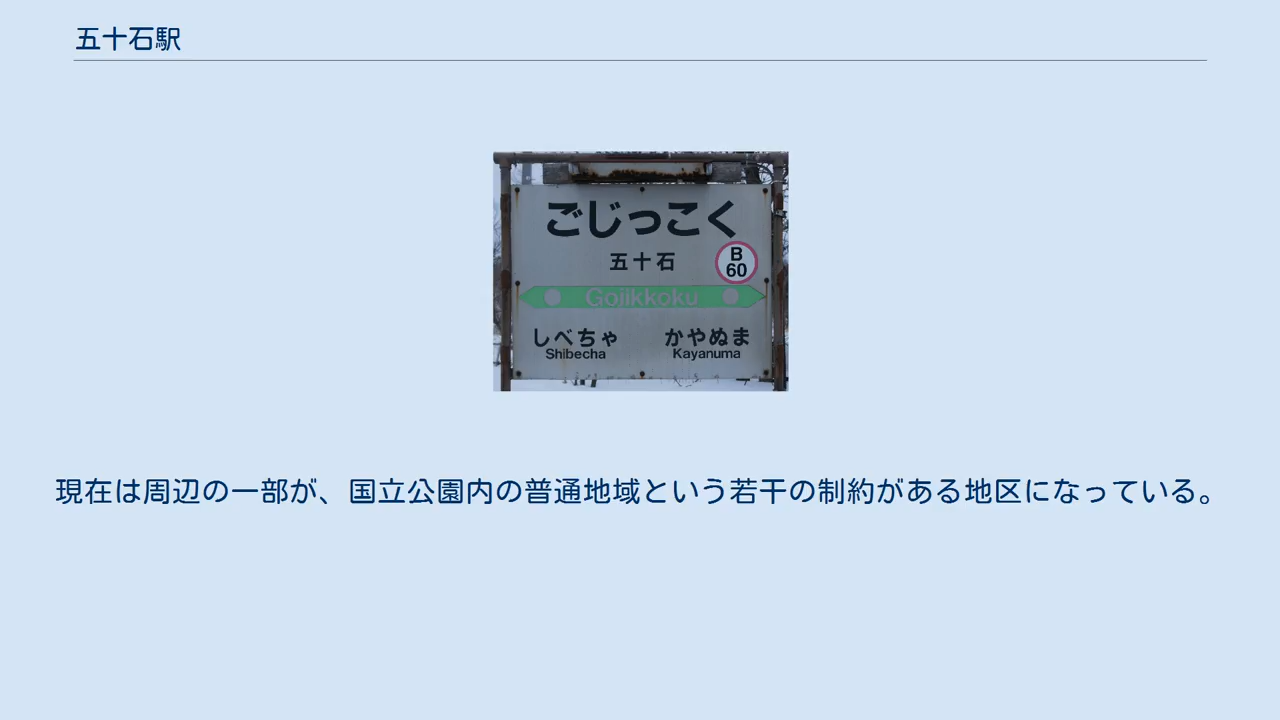 五十石駅
ごじっこく
五十石
B
60
Gojikkoku
しべちゃ かやぬま
Shibecha Kayanuma
現在は周辺の一部が、国立公園内の普通地域という若干の制約がある地区になっている。